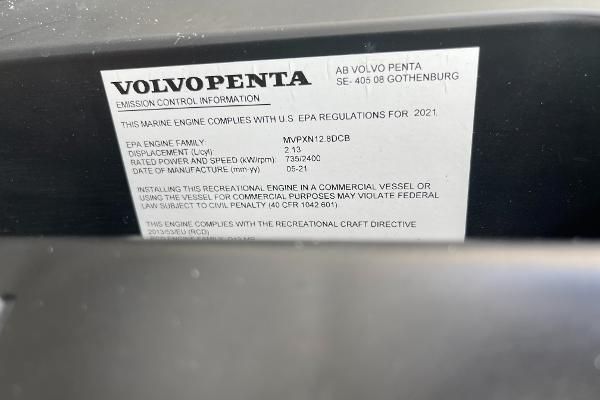 VOLVO PENTA
AB VOLVO PENTA
SE- 405 08 GOTHENBURG
EMISSION CONTROL INFORMATION
THIS MARINE ENGINE COMPLIES WITH U.S. EPA REGULATIONS FOR 2021.
EPA ENGINE FAMILY: MVPXN12.8DCB
DISPLACEMENT (L/cyl): 2.13
RATED POWER AND SPEED (kW/rpm): 735/2400
DATE OF MANUFACTURE (mm-yy) 05-21
INSTALLING THIS RECREATIONAL ENGINE IN A COMMERCIAL VESSEL OR
USING THE VESSEL FOR COMMERCIAL PURPOSES MAY VIOLATE FEDERAL
LAW SUBJECT TO CIVIL PENALTY (40 CFR 1042.601)
THIS ENGINE COMPLIES WITH THE RECREATIONAL CRAFT DIRECTIVE
2013/53/EU (RCD)